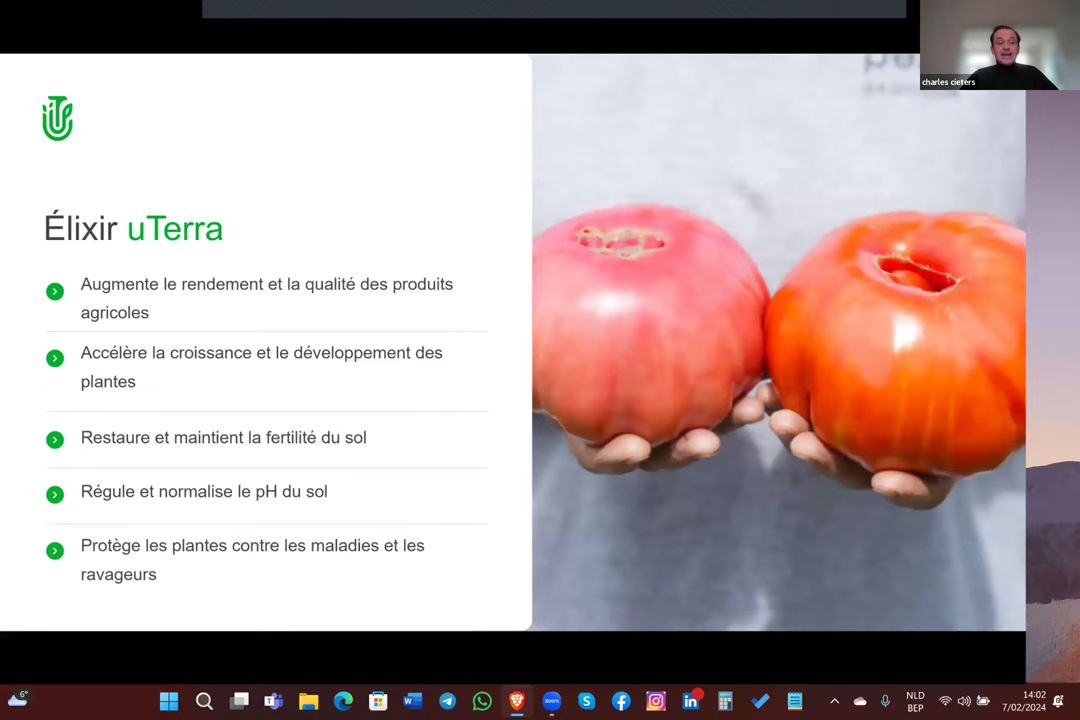 charles cieters
Élixir uTerra
Augmente le rendement et la qualité des produits
agricoles
Accélère la croissance et le développement des
plantes
Restaure et maintient la fertilité du sol
Régule et normalise le pH du sol
Protège les plantes contre les maladies et les
ravageurs
6°
zoom
NLD
BEP
14:02
7/02/2024